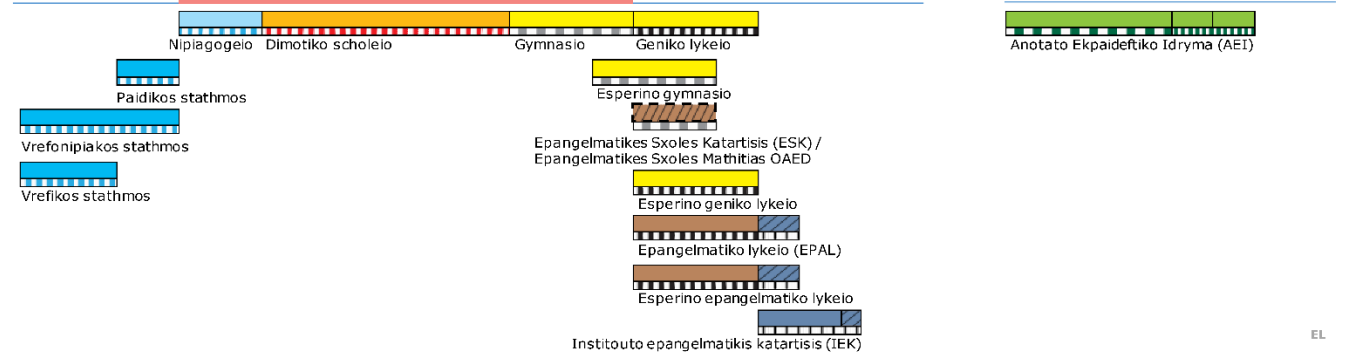 Nipiagogeio Dimotiko scholeio Gymnasio Geniko lykeio Anotato Ekpaideftiko Idryma (AEI)
Paidikos stathmos Esperino gymnasio
Vrefonipiakos stathmos
Epangelmatikes Sxoles Katartisis (ESK) /
Epangelmatikes Sxoles Mathitias OAED
Vrefikos stathmos
Esperino geniko lykeio
Epangelmatiko lykeio (EPAL)
Esperino epangelmatiko lykeio
Institouto epangelmatikis katartisis (IEK)
EL